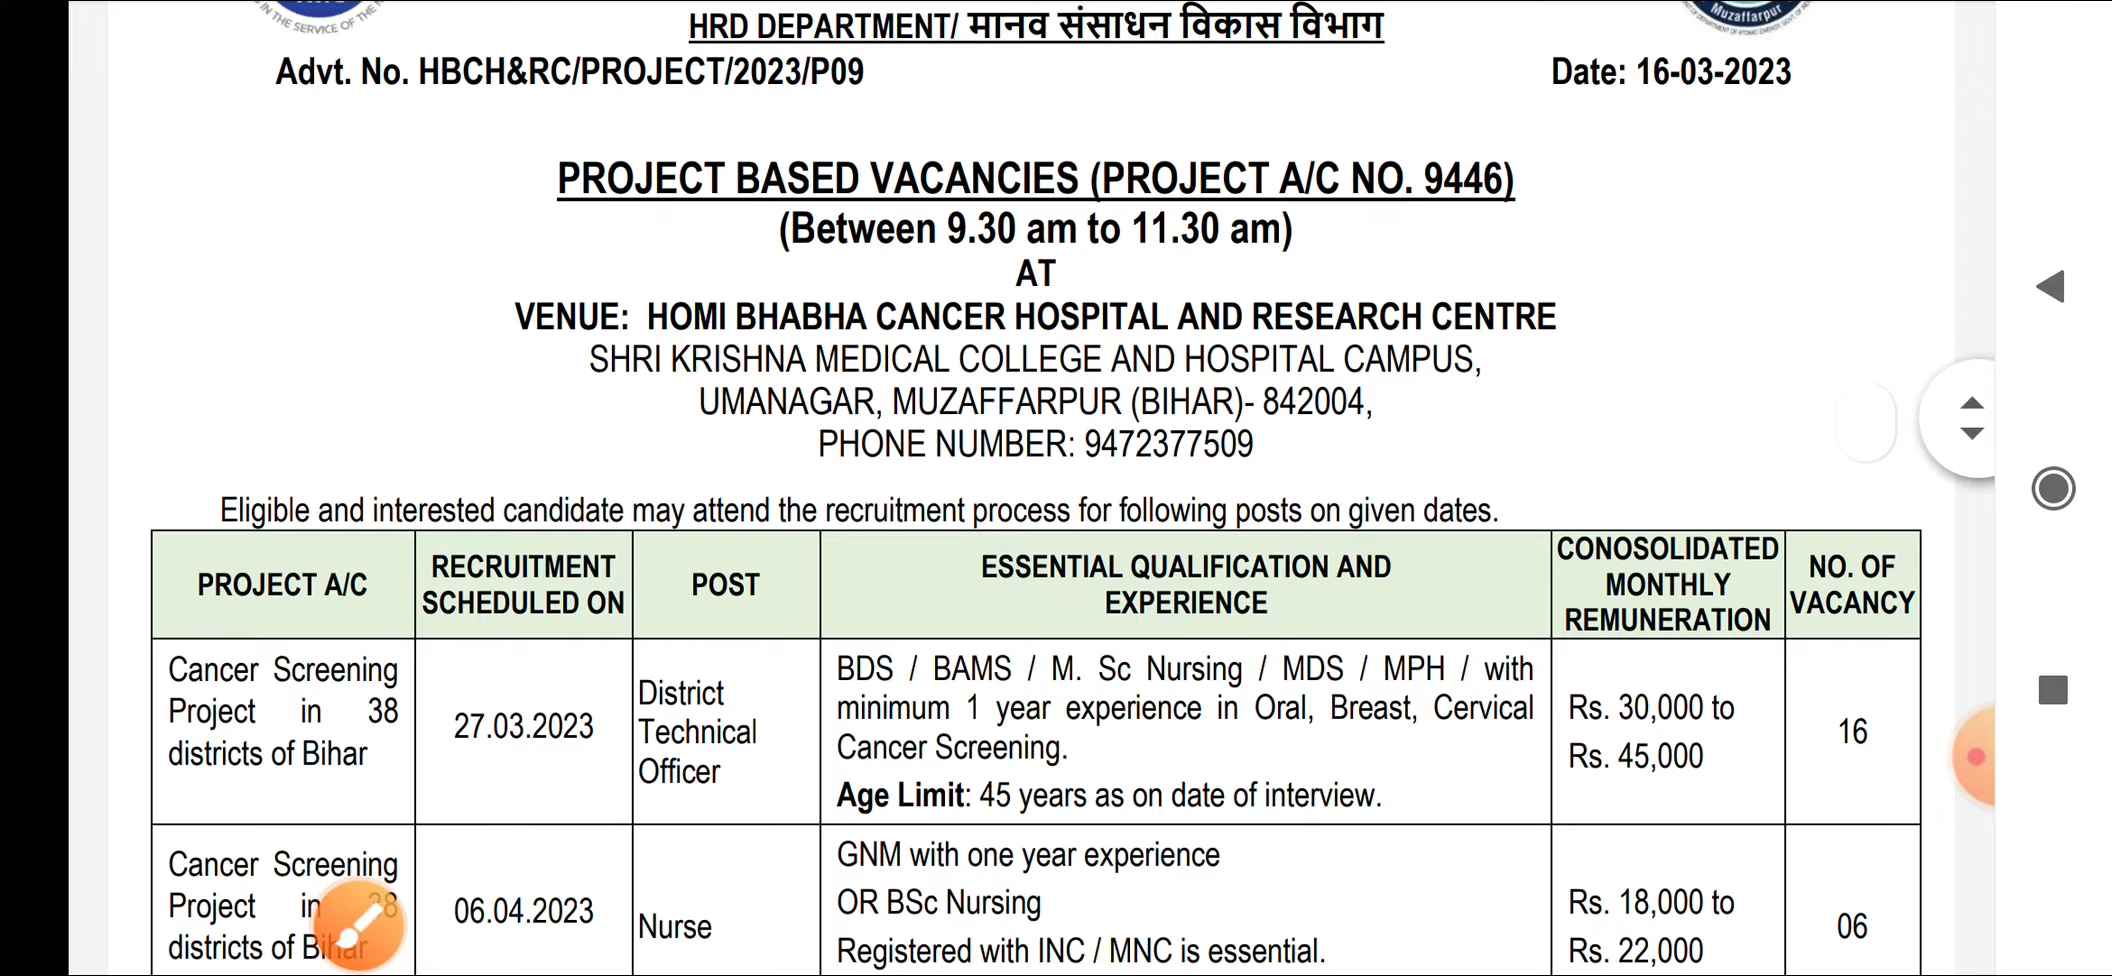 IN THE SERVICE OF THE
Muzaffarpur
HRD DEPARTMENT/ मानव संसाधन विकास विभाग
Advt. No. HBCH&RC/PROJECT/2023/P09
Date: 16-03-2023
PROJECT BASED VACANCIES (PROJECT A/C NO. 9446)
(Between 9.30 am to 11.30 am)
AT
VENUE: HOMI BHABHA CANCER HOSPITAL AND RESEARCH CENTRE
SHRI KRISHNA MEDICAL COLLEGE AND HOSPITAL CAMPUS,
UMANAGAR, MUZAFFARPUR (BIHAR)- 842004,
PHONE NUMBER: 9472377509
Eligible and interested candidate may attend the recruitment process for following posts on given dates.
PROJECT A/C
RECRUITMENT
SCHEDULED ON
POST
ESSENTIAL QUALIFICATION AND
EXPERIENCE
CONOSOLIDATED
MONTHLY
REMUNERATION
NO. OF
VACANCY
Cancer Screening
Project in 38
districts of Bihar
27.03.2023
District
Technical
Officer
BDS / BAMS / M. Sc Nursing / MDS / MPH / with
minimum 1 year experience in Oral, Breast, Cervical
Cancer Screening.
Age Limit: 45 years as on date of interview.
Rs. 30,000 to
Rs. 45,000
16
Cancer Screening
Project in 38
districts of Bihar
06.04.2023
Nurse
GNM with one year experience
OR BSc Nursing
Registered with INC / MNC is essential.
Rs. 18,000 to
Rs. 22,000
06